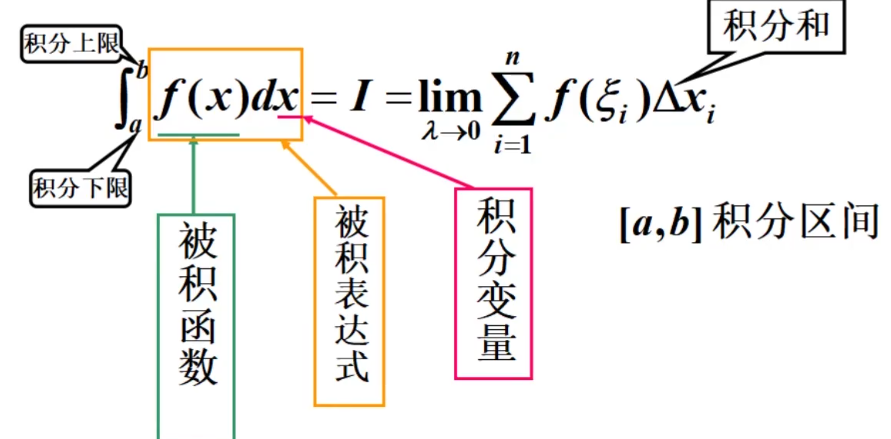 积分上限
积分和
∫_a^b f(x)dx = I = lim_{λ→0} ∑_{i=1}^{n} f(ξ_i)Δx_i
积分下限
[a,b] 积分区间
被积函数
被积表达式
积分变量